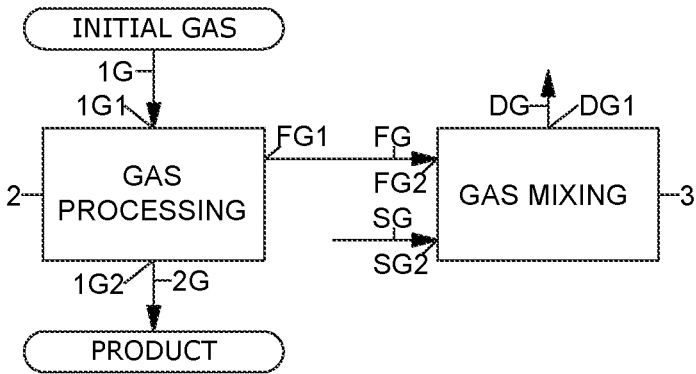 INITIAL GAS
1G
1G1
FG1
FG
FG2
DG
DG1
2
GAS
PROCESSING
GAS MIXING
3
SG
SG2
1G2
2G
PRODUCT